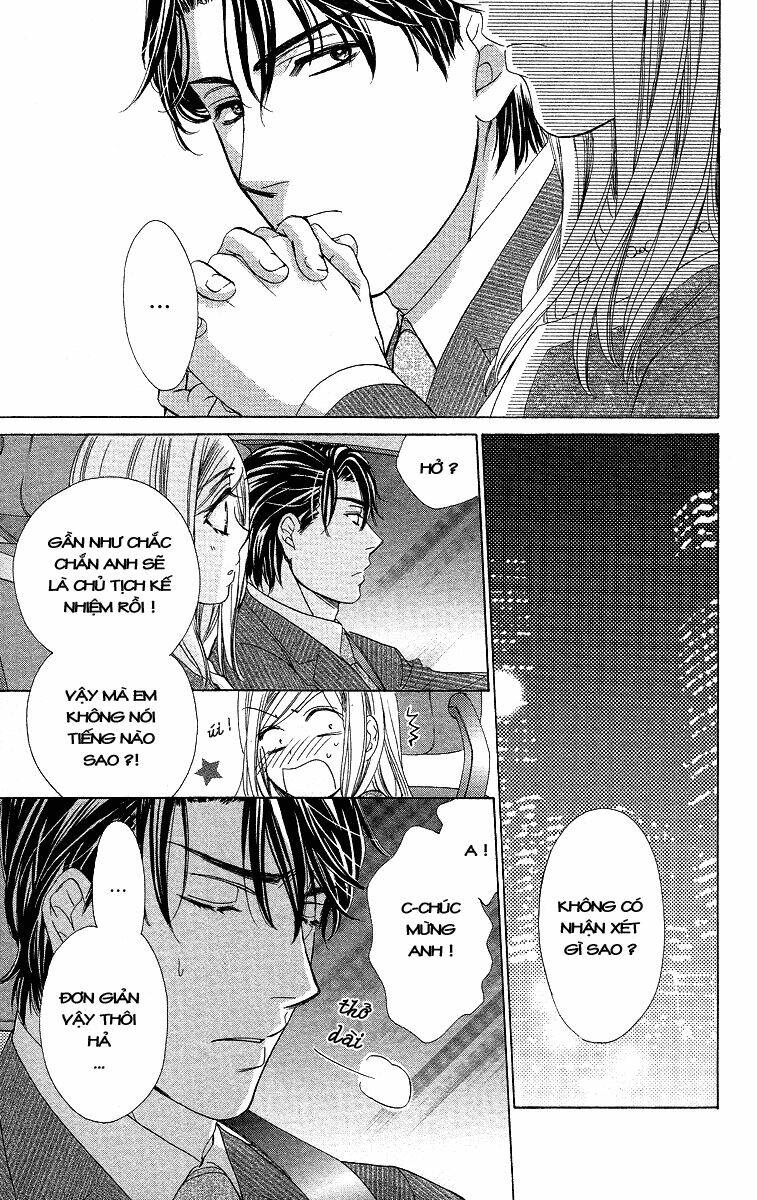 ...
KHÔNG CÓ
NHẬN XÉT
GÌ SAO ?
HỞ ?
GẦN NHƯ CHẮC
CHẮN ANH SẼ
LÀ CHỦ TỊCH KẾ
NHIỆM RỒI !
VẬY MÀ EM
KHÔNG NÓI
TIẾNG NÀO
SAO ?!
úi !
A !
C-CHÚC
MỪNG
ANH !
thở
dài
...
ĐƠN GIẢN
VẬY THÔI
HẢ
...